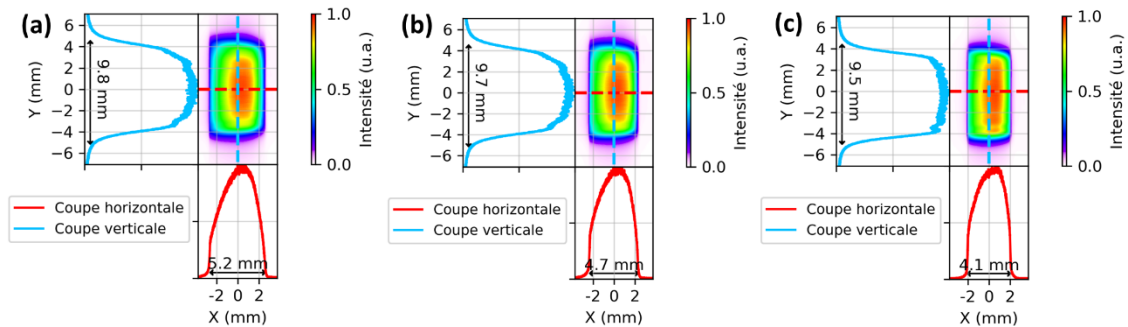 (a)
6
4
2
0
−2
−4
−6
Y (mm)
9.8 mm
1.0
0.5
0.0
Intensité (u.a.)
Coupe horizontale
Coupe verticale
5.2 mm
-2 0 2
X (mm)
(b)
6
4
2
0
−2
−4
−6
Y (mm)
9.7 mm
1.0
0.5
0.0
Intensité (u.a.)
Coupe horizontale
Coupe verticale
4.7 mm
-2 0 2
X (mm)
(c)
6
4
2
0
−2
−4
−6
Y (mm)
9.5 mm
1.0
0.5
0.0
Intensité (u.a.)
Coupe horizontale
Coupe verticale
4.1 mm
-2 0 2
X (mm)